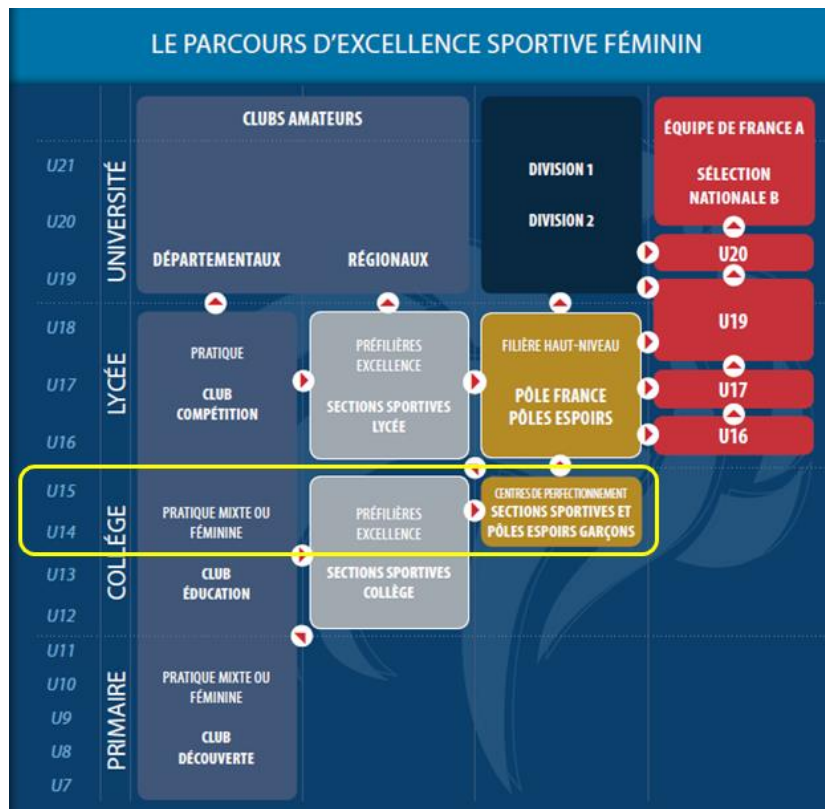 LE PARCOURS D'EXCELLENCE SPORTIVE FÉMININ
U21
U20
U19
U18
U17
U16
U15
U14
U13
U12
U11
U10
U9
U8
U7
UNIVERSITÉ
LYCÉE
COLLÉGE
PRIMAIRE
CLUBS AMATEURS
DÉPARTEMENTAUX
RÉGIONAUX
DIVISION 1
DIVISION 2
ÉQUIPE DE FRANCE A
SÉLECTION
NATIONALE B
U20
U19
U17
U16
PRATIQUE
CLUB
COMPÉTITION
PRÉFILIÈRES
EXCELLENCE
SECTIONS SPORTIVES
LYCÉE
FILIÈRE HAUT-NIVEAU
PÔLE FRANCE
PÔLES ESPOIRS
PRATIQUE MIXTE OU
FÉMININE
CLUB
ÉDUCATION
PRÉFILIÈRES
EXCELLENCE
SECTIONS SPORTIVES
COLLÈGE
CENTRES DE PERFECTIONNEMENT
SECTIONS SPORTIVES ET
PÔLES ESPOIRS GARÇONS
PRATIQUE MIXTE OU
FÉMININE
CLUB
DÉCOUVERTE